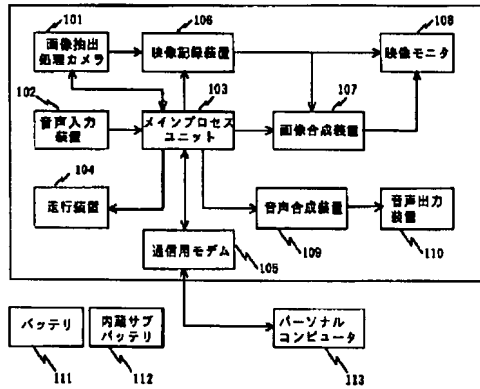 101
106
108
画像抽出
処理カメラ
映像記録装置
映像モニタ
102
103
107
音声入力
装置
メインプロセス
ユニット
画像合成装置
104
走行装置
音声合成装置
音声出力
装置
通信用モデム
105
109
110
バッテリ
内蔵サブ
バッテリ
パーソナル
コンピュータ
111
112
113